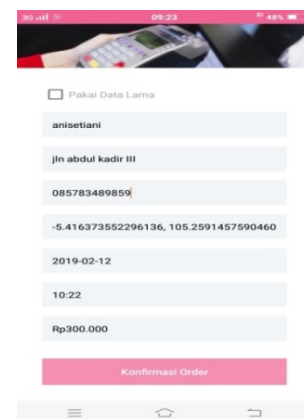 3G
09:23
3G 48%
Pakai Data Lama
anisetiani
jln abdul kadir III
085783489859
-5.416373552296136, 105.2591457590460
2019-02-12
10:22
Rp300.000
Konfirmasi Order